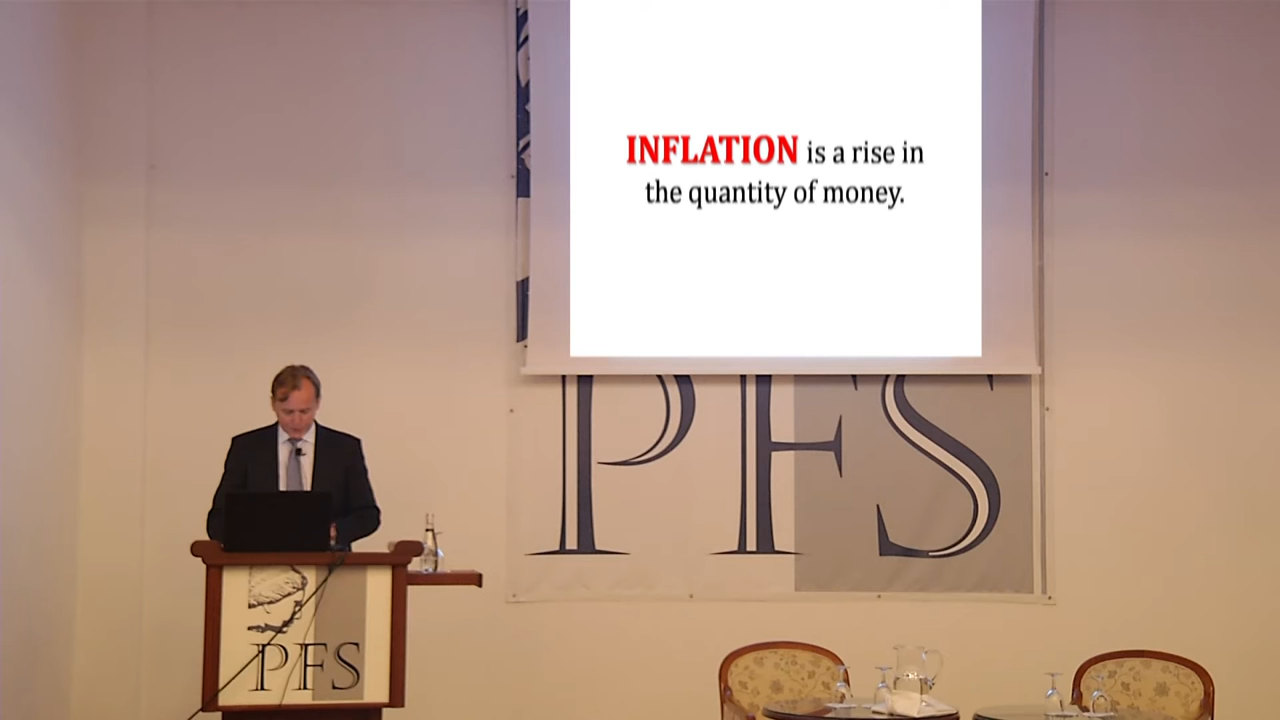 INFLATION is a rise in
the quantity of money.
PFS
PFS